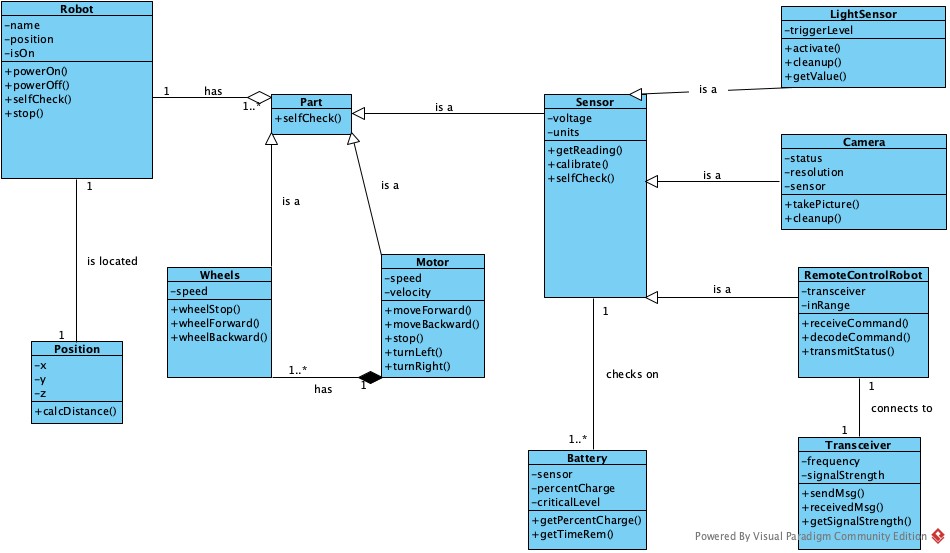 Robot
-name
-position
-isOn
+powerOn()
+powerOff()
+selfCheck()
+stop()
1
has
1..*
Part
+selfCheck()
is a
Sensor
-voltage
-units
+getReading()
+calibrate()
+selfCheck()
is a
LightSensor
-triggerLevel
+activate()
+cleanup()
+getValue()
is a
Camera
-status
-resolution
-sensor
+takePicture()
+cleanup()
is a
RemoteControlRobot
-transceiver
-inRange
+receiveCommand()
+decodeCommand()
+transmitStatus()
1
is located
1
Position
-x
-y
-z
+calcDistance()
is a
is a
Wheels
-speed
+wheelStop()
+wheelForward()
+wheelBackward()
Motor
-speed
-velocity
+moveForward()
+moveBackward()
+stop()
+turnLeft()
+turnRight()
1..*
has
1
1
checks on
1..*
Battery
-sensor
-percentCharge
-criticalLevel
+getPercentCharge()
+getTimeRem()
1
connects to
1
Transceiver
-frequency
-signalStrength
+sendMsg()
+receivedMsg()
+getSignalStrength()
Powered By Visual Paradigm Community Edition